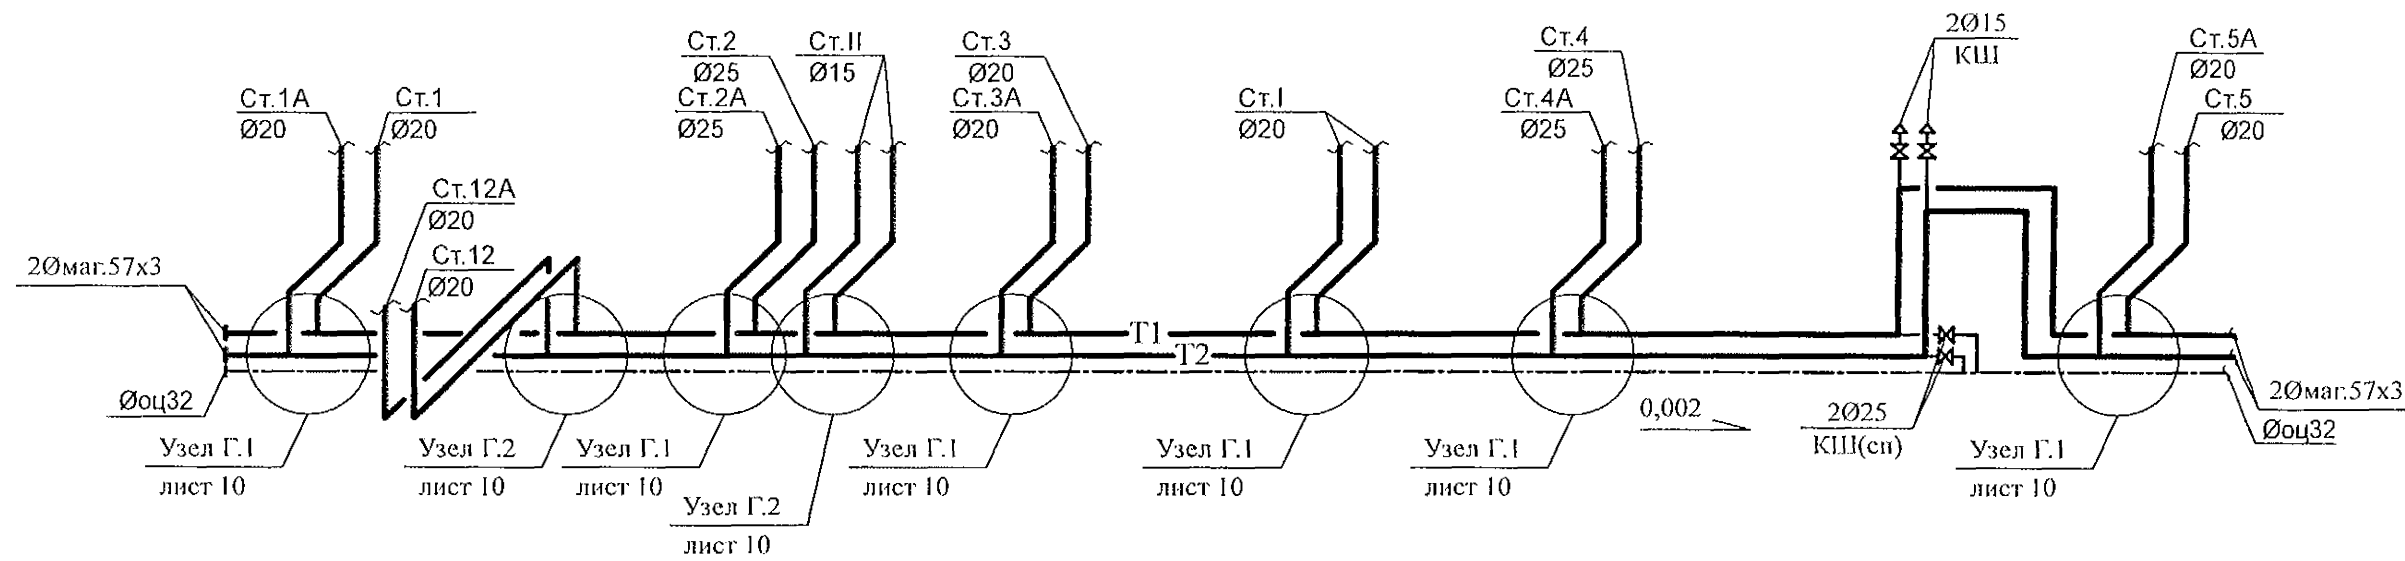 Ст.1А
Ø20
Ст.1
Ø20
Ст.12А
Ø20
Ст.12
Ø20
2Øмаг.57х3
Øоц32
Ст.2
Ø25
Ст.2А
Ø25
Ст.II
Ø15
Ст.3
Ø20
Ст.3А
Ø20
Ст.I
Ø20
Ст.4
Ø25
Ст.4А
Ø25
2Ø15
КШ
Ст.5А
Ø20
Ст.5
Ø20
Т1
Т2
0,002
2Ø25
КШ(сп)
2Øмаг.57х3
Øоц32
Узел Г.1
лист 10
Узел Г.2
лист 10
Узел Г.1
лист 10
Узел Г.2
лист 10
Узел Г.1
лист 10
Узел Г.1
лист 10
Узел Г.1
лист 10
Узел Г.1
лист 10